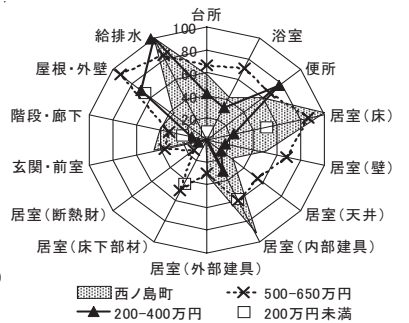 台所
浴室
便所
居室(床)
居室(壁)
居室(天井)
居室(内部建具)
居室(外部建具)
居室(床下部材)
居室(断熱財)
玄関・前室
階段・廊下
屋根・外壁
給排水
100
80
60
40
20
西ノ島町
500-650万円
200-400万円
200万円未満